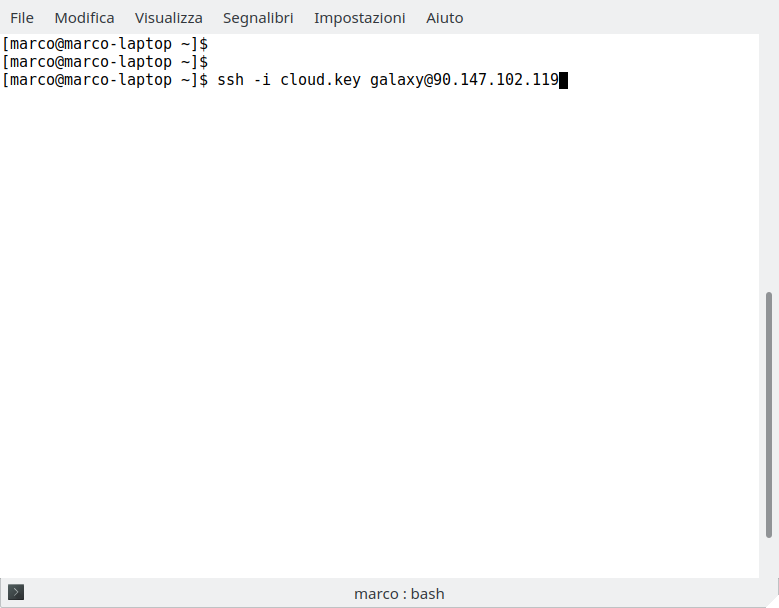 File Modifica Visualizza Segnalibri Impostazioni Aiuto
[marco@marco-laptop ~]$
[marco@marco-laptop ~]$
[marco@marco-laptop ~]$ ssh -i cloud.key galaxy@90.147.102.119
marco : bash